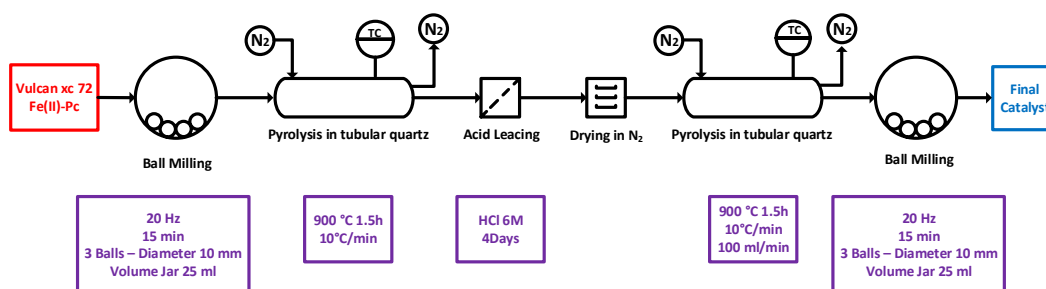 N₂
TC
N₂
N₂
TC
N₂
Vulcan xc 72
Fe(II)-Pc
Final
Catalyst
Pyrolysis in tubular quartz
Acid Leacing
Drying in N₂
Pyrolysis in tubular quartz
Ball Milling
Ball Milling
20 Hz
15 min
3 Balls – Diameter 10 mm
Volume Jar 25 ml
900 °C 1.5h
10°C/min
HCl 6M
4Days
900 °C 1.5h
10°C/min
100 ml/min
20 Hz
15 min
3 Balls – Diameter 10 mm
Volume Jar 25 ml